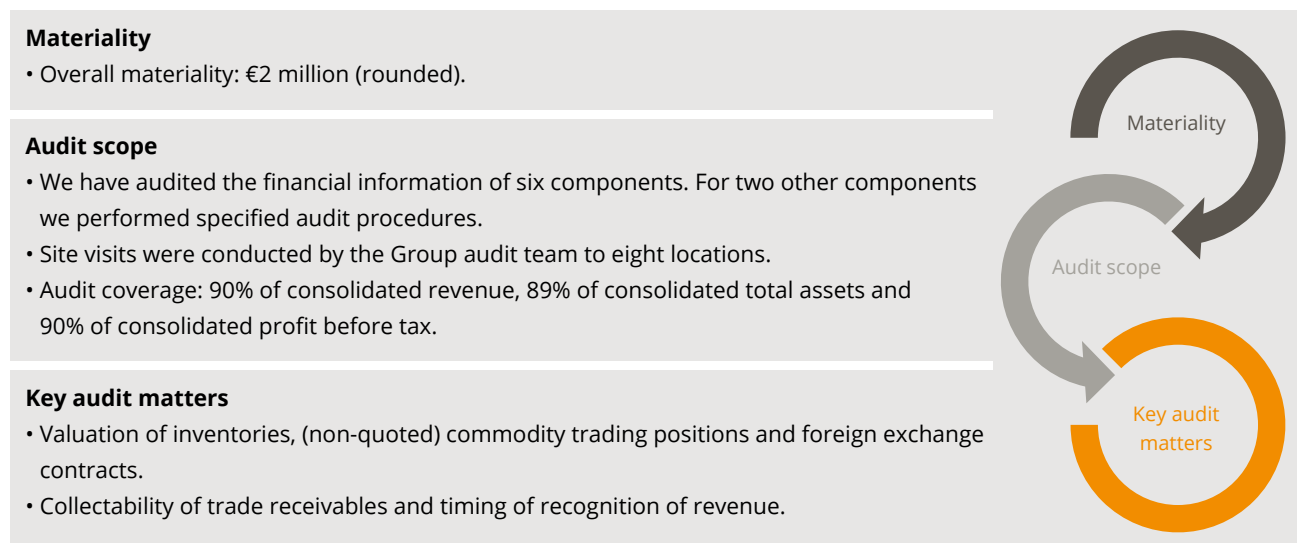 Materiality
• Overall materiality: €2 million (rounded).
Audit scope
• We have audited the financial information of six components. For two other components
we performed specified audit procedures.
• Site visits were conducted by the Group audit team to eight locations.
• Audit coverage: 90% of consolidated revenue, 89% of consolidated total assets and
90% of consolidated profit before tax.
Key audit matters
• Valuation of inventories, (non-quoted) commodity trading positions and foreign exchange
contracts.
• Collectability of trade receivables and timing of recognition of revenue.
Materiality
Audit scope
Key audit
matters